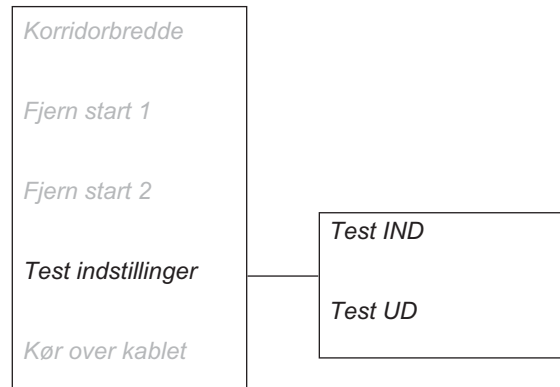 Korridorbredde
Fjern start 1
Fjern start 2
Test indstillinger
Kør over kablet
Test IND
Test UD